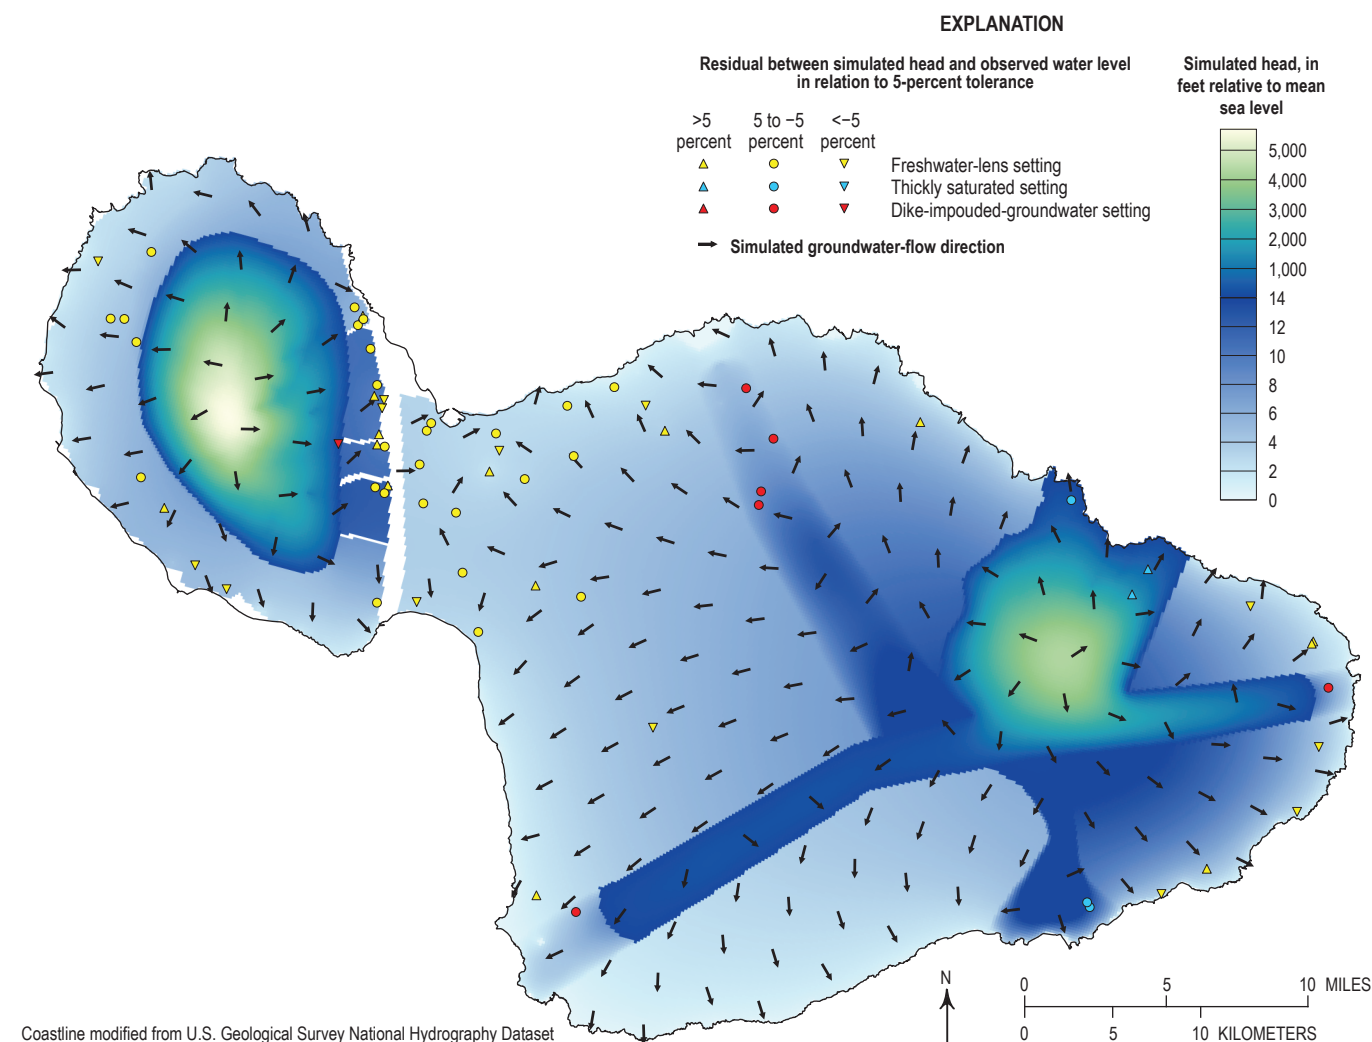 EXPLANATION
Residual between simulated head and observed water level
in relation to 5-percent tolerance
>5
percent
5 to −5
percent
<−5
percent
Freshwater-lens setting
Thickly saturated setting
Dike-impouded-groundwater setting
Simulated groundwater-flow direction
Simulated head, in
feet relative to mean
sea level
5,000
4,000
3,000
2,000
1,000
14
12
10
8
6
4
2
0
N
0 5 10 MILES
0 5 10 KILOMETERS
Coastline modified from U.S. Geological Survey National Hydrography Dataset